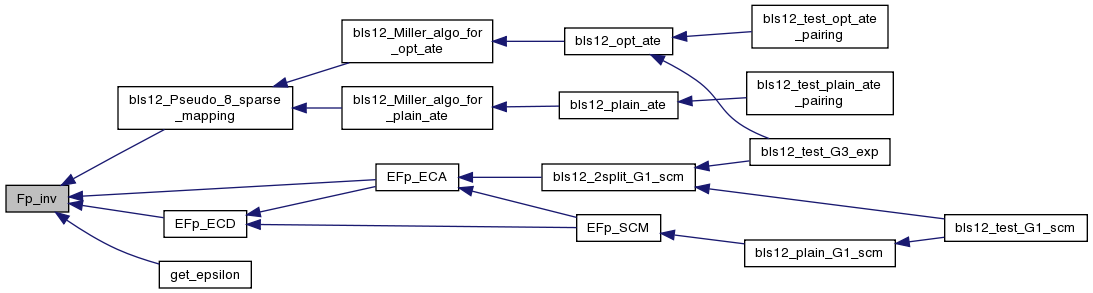 Fp_inv
bls12_Pseudo_8_sparse
_mapping
bls12_Miller_algo_for
_opt_ate
bls12_opt_ate
bls12_test_opt_ate
_pairing
bls12_Miller_algo_for
_plain_ate
bls12_plain_ate
bls12_test_plain_ate
_pairing
bls12_test_G3_exp
EFp_ECA
bls12_2split_G1_scm
EFp_ECD
EFp_SCM
bls12_test_G1_scm
bls12_plain_G1_scm
get_epsilon